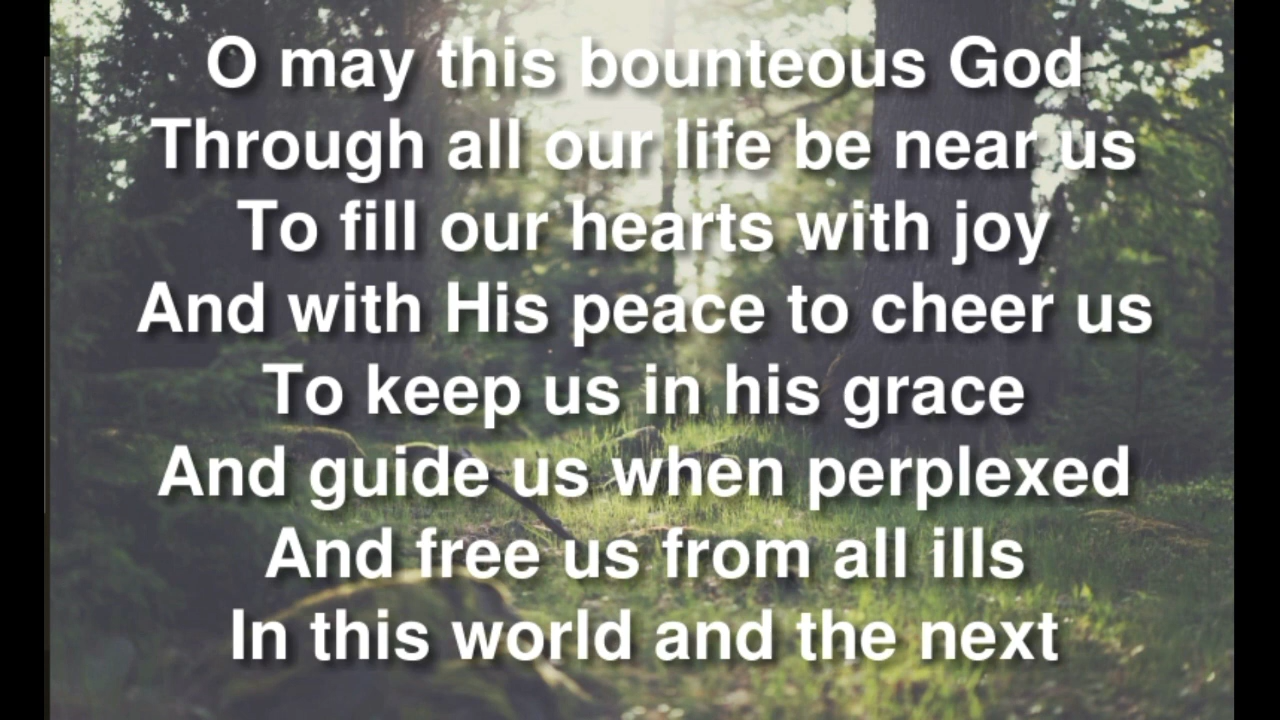 O may this bounteous God
Through all our life be near us
To fill our hearts with joy
And with His peace to cheer us
To keep us in his grace
And guide us when perplexed
And free us from all ills
In this world and the next